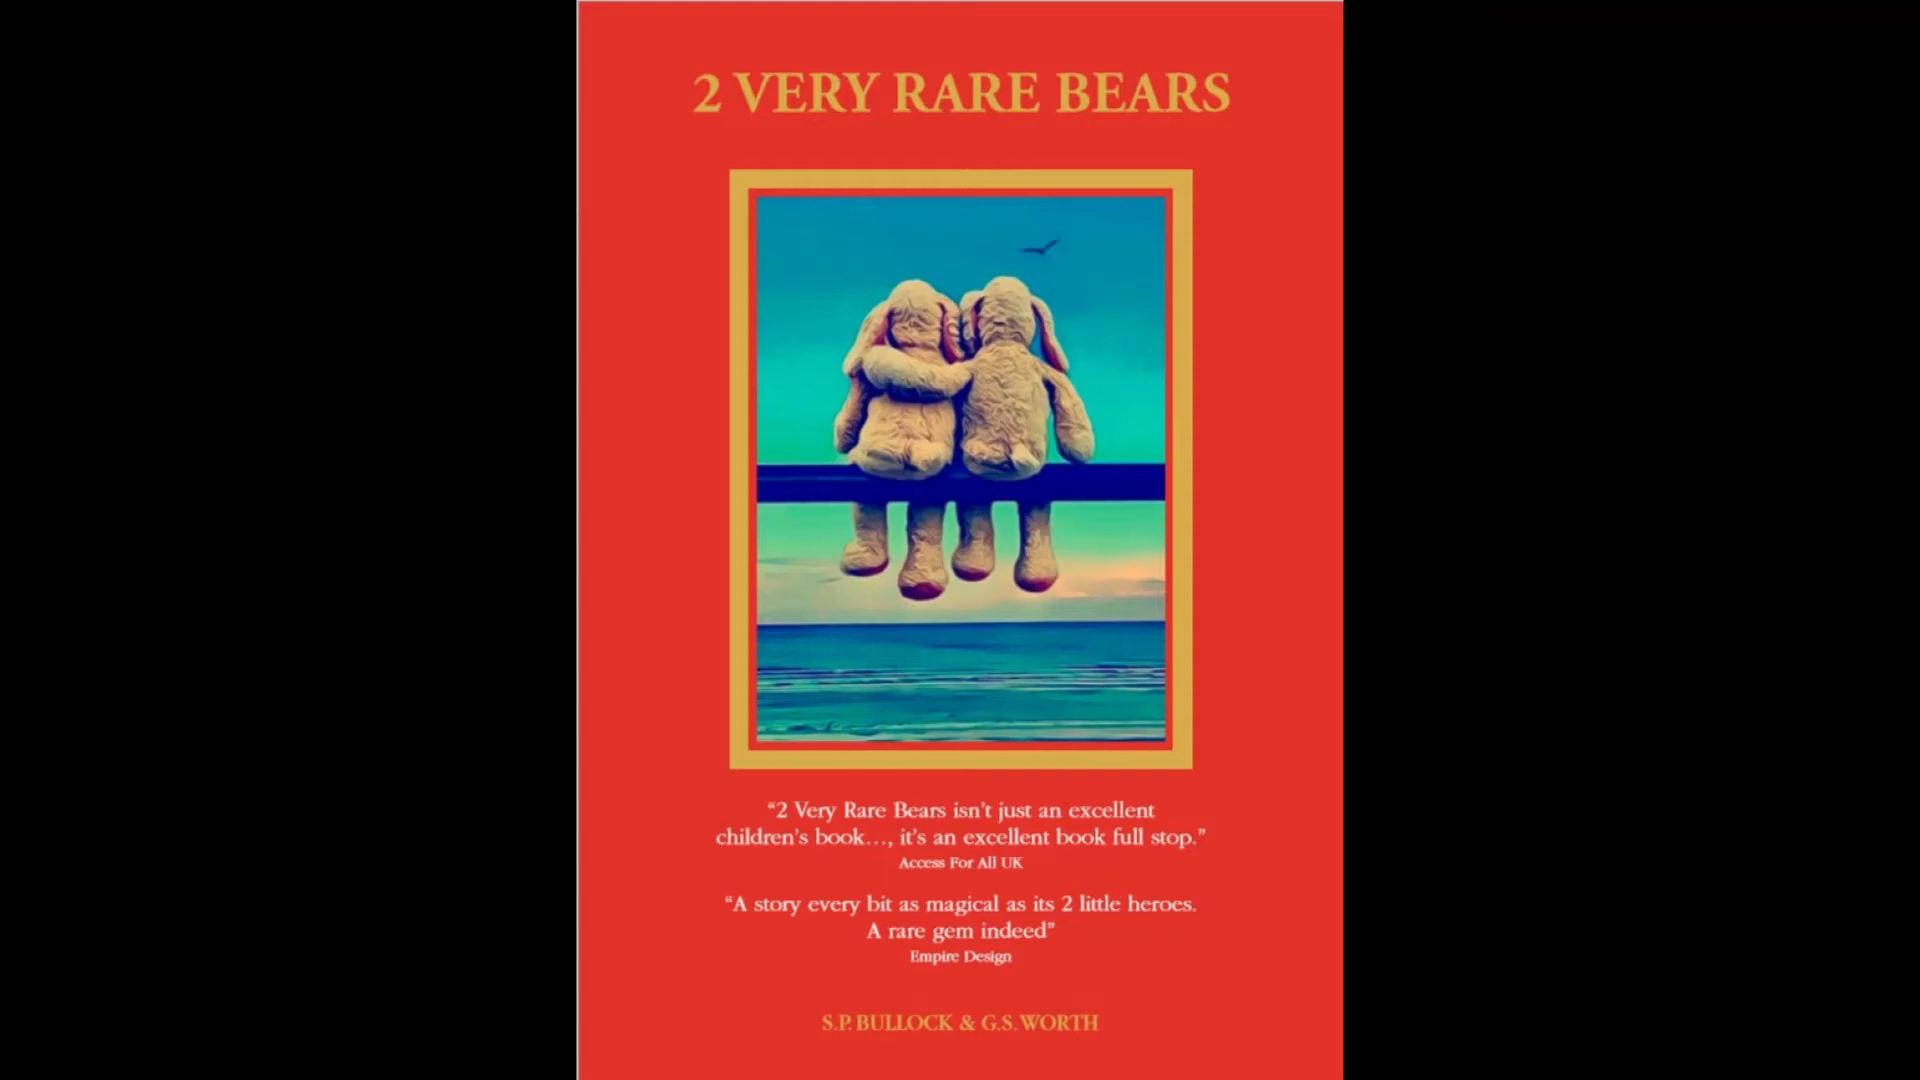 2 VERY RARE BEARS
“2 Very Rare Bears isn’t just an excellent
children’s book…, it’s an excellent book full stop.”
Access For All UK
“A story every bit as magical as its 2 little heroes.
A rare gem indeed”
Empire Design
S.P. BULLOCK & G.S. WORTH